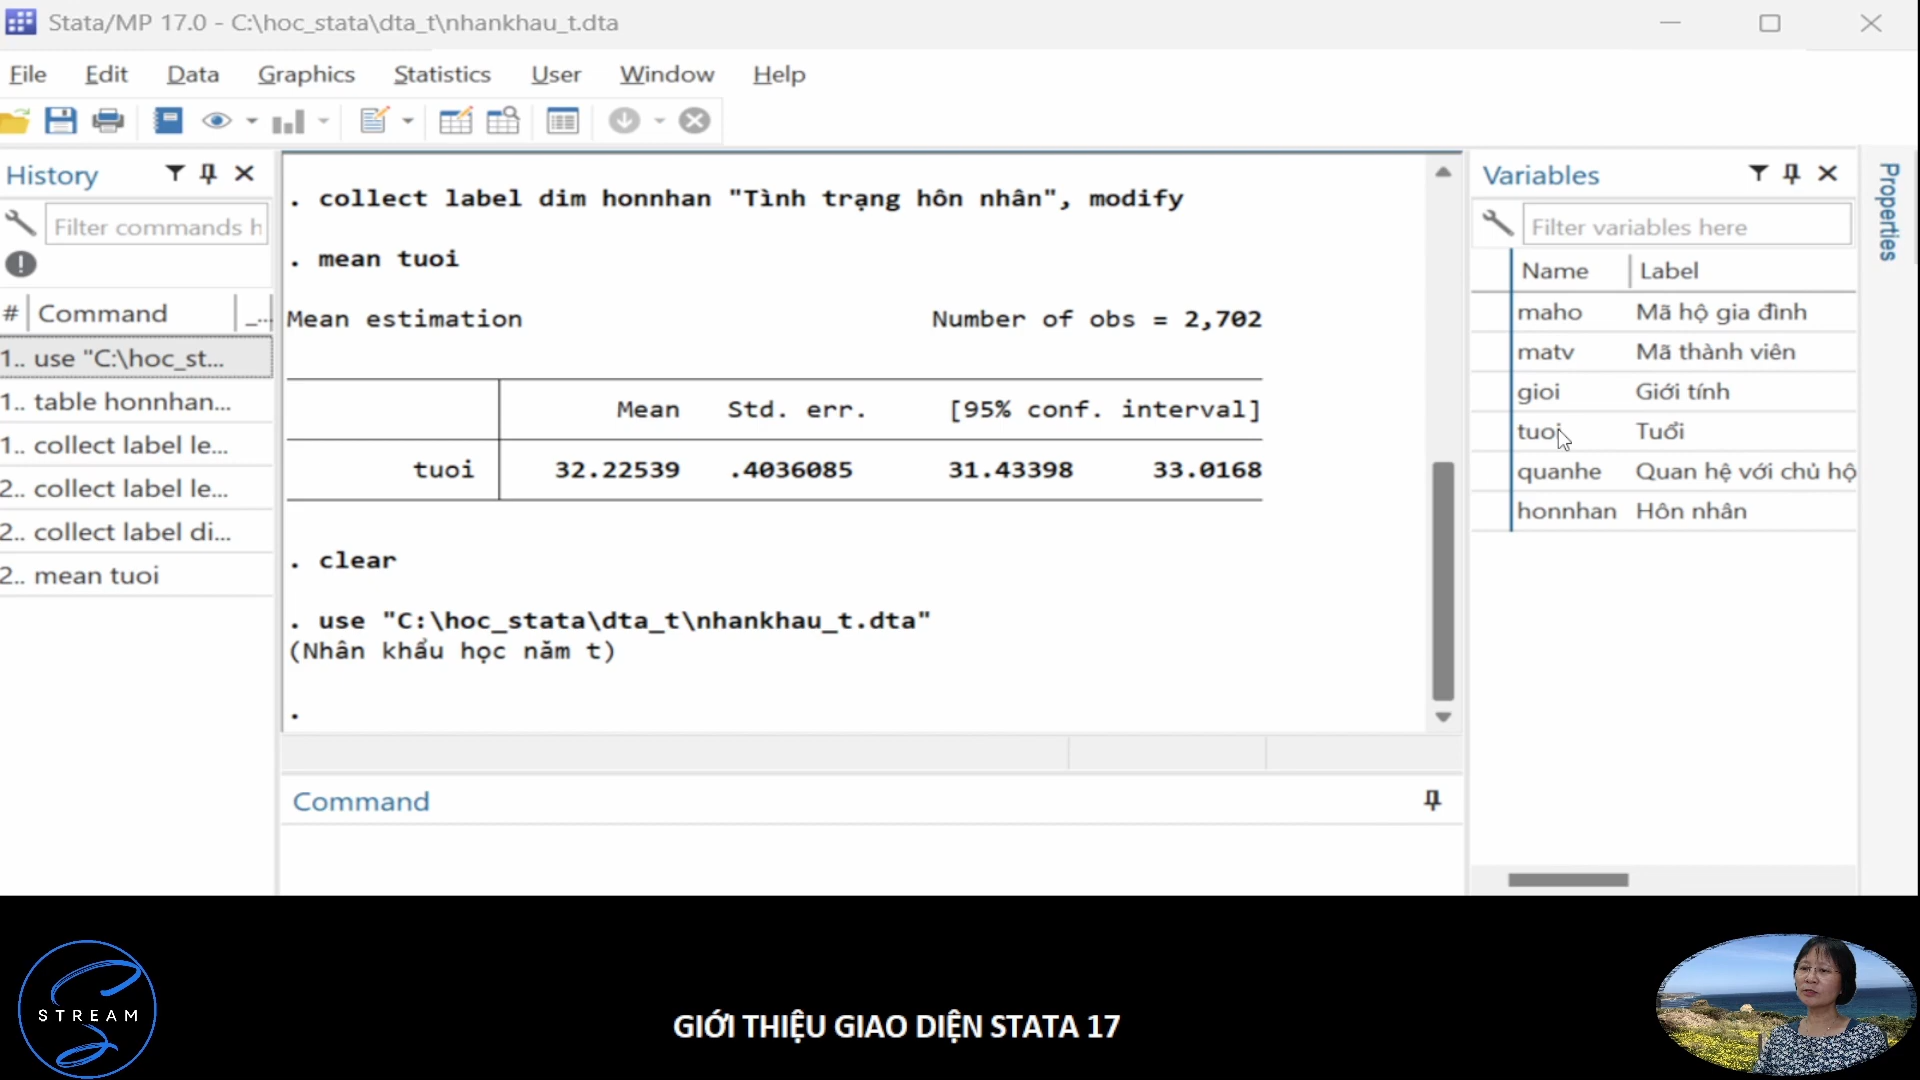 Stata/MP 17.0 - C:\hoc_stata\dta_t\nhankhau_t.dta
File Edit Data Graphics Statistics User Window Help
History
Filter commands h
# Command _...
1.. use "C:\hoc_st...
1.. table honnhan...
1.. collect label le...
2.. collect label le...
2.. collect label di...
2.. mean tuoi
. collect label dim honnhan "Tình trạng hôn nhân", modify
. mean tuoi
Mean estimation Number of obs = 2,702
Mean Std. err. [95% conf. interval]
tuoi 32.22539 .4036085 31.43398 33.0168
. clear
. use "C:\hoc_stata\dta_t\nhankhau_t.dta"
(Nhân khẩu học năm t)
.
Command
Variables
Filter variables here
Name Label
maho Mã hộ gia đình
matv Mã thành viên
gioi Giới tính
tuoi Tuổi
quanhe Quan hệ với chủ hộ
honnhan Hôn nhân
Properties
STREAM
GIỚI THIỆU GIAO DIỆN STATA 17